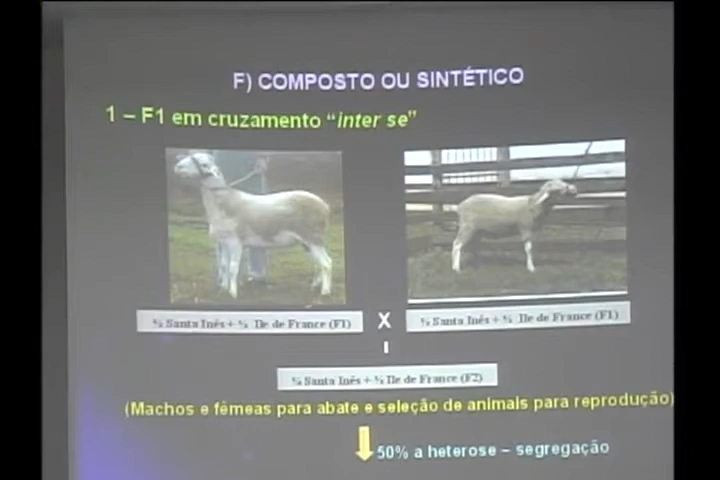 F) COMPOSTO OU SINTÉTICO
1 – F1 em cruzamento “inter se”
½ Santa Inês + ½ Ile de France (F1)
X
½ Santa Inês + ½ Ile de France (F1)
½ Santa Inês + ½ Ile de France (F2)
(Machos e fêmeas para abate e seleção de animais para reprodução)
50% a heterose – segregação